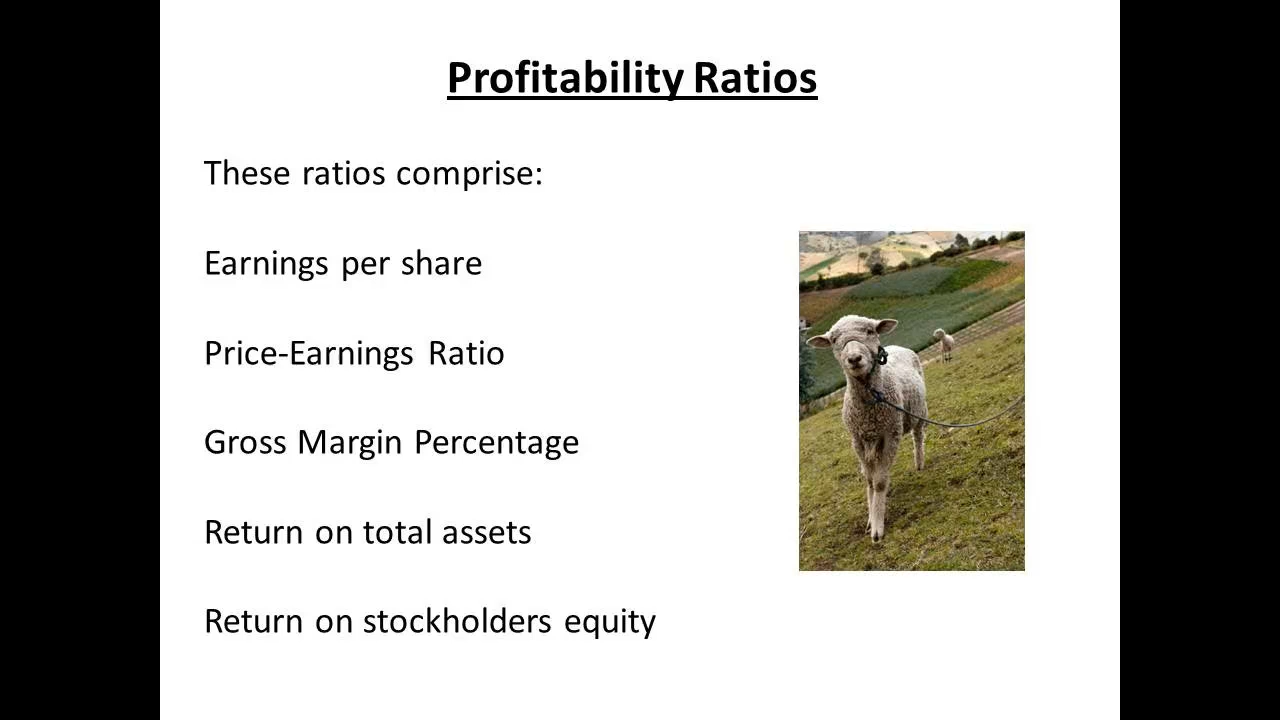 Profitability Ratios
These ratios comprise:
Earnings per share
Price-Earnings Ratio
Gross Margin Percentage
Return on total assets
Return on stockholders equity